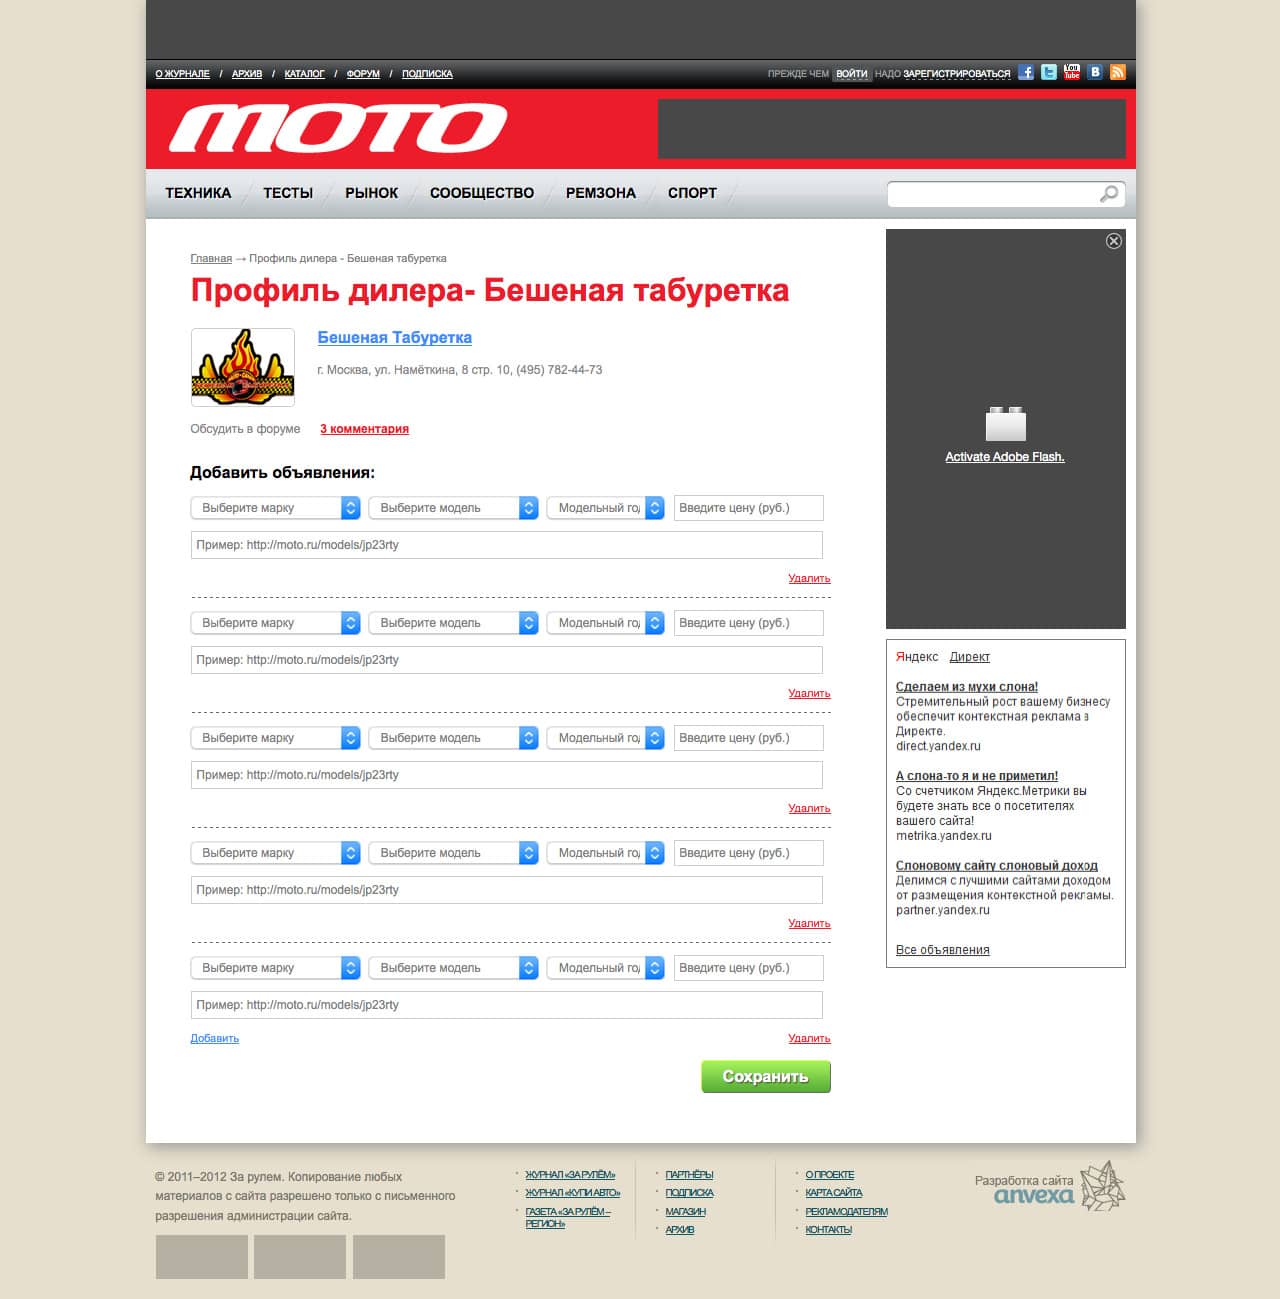 О ЖУРНАЛЕ / АРХИВ / КАТАЛОГ / ФОРУМ / ПОДПИСКА
ПРЕЖДЕ ЧЕМ ВОЙТИ НАДО ЗАРЕГИСТРИРОВАТЬСЯ
You Tube
мото
ТЕХНИКА ТЕСТЫ РЫНОК СООБЩЕСТВО РЕМЗОНА СПОРТ
Главная → Профиль дилера - Бешеная табуретка
Профиль дилера- Бешеная табуретка
Бешеная Табуретка
г. Москва, ул. Намёткина, 8 стр. 10, (495) 782-44-73
Обсудить в форуме 3 комментария
Добавить объявления:
Выберите марку Выберите модель Модельный го Введите цену (руб.)
Пример: http://moto.ru/models/jp23rty
Удалить
Выберите марку Выберите модель Модельный го Введите цену (руб.)
Пример: http://moto.ru/models/jp23rty
Удалить
Выберите марку Выберите модель Модельный го Введите цену (руб.)
Пример: http://moto.ru/models/jp23rty
Удалить
Выберите марку Выберите модель Модельный го Введите цену (руб.)
Пример: http://moto.ru/models/jp23rty
Удалить
Выберите марку Выберите модель Модельный го Введите цену (руб.)
Пример: http://moto.ru/models/jp23rty
Добавить Удалить
Сохранить
Activate Adobe Flash.
Яндекс Директ
Сделаем из мухи слона!
Стремительный рост вашему бизнесу
обеспечит контекстная реклама в
Директе.
direct.yandex.ru
А слона-то я и не приметил!
Со счетчиком Яндекс.Метрики вы
будете знать все о посетителях
вашего сайта!
metrika.yandex.ru
Слоновому сайту слоновый доход
Делимся с лучшими сайтами доходом
от размещения контекстной рекламы.
partner.yandex.ru
Все объявления
© 2011–2012 За рулем. Копирование любых
материалов с сайта разрешено только с письменного
разрешения администрации сайта.
ЖУРНАЛ «ЗА РУЛЁМ»
ЖУРНАЛ «КУПИ АВТО»
ГАЗЕТА «ЗА РУЛЁМ –
РЕГИОН»
ПАРТНЁРЫ
ПОДПИСКА
МАГАЗИН
АРХИВ
О ПРОЕКТЕ
КАРТА САЙТА
РЕКЛАМОДАТЕЛЯМ
КОНТАКТЫ
Разработка сайта
anvexa